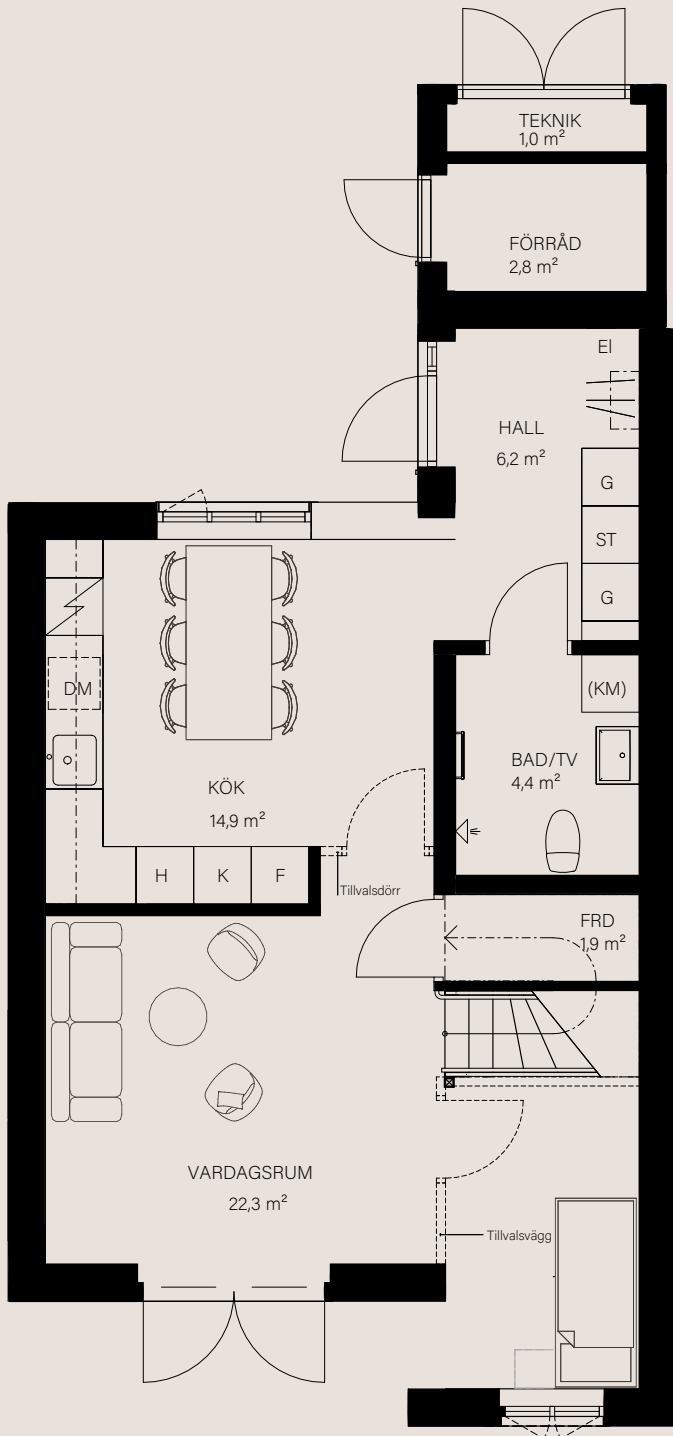 TEKNIK
1,0 m²
FÖRRÅD
2,8 m²
El
HALL
6,2 m²
G
ST
G
(KM)
DM
BAD/TV
4,4 m²
KÖK
14,9 m²
H
K
F
Tillvalsdörr
FRD
1,9 m²
VARDAGSRUM
22,3 m²
Tillvalsvägg